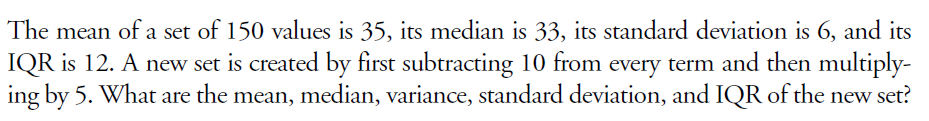 The mean of a set of 150 values is 35, its median is 33, its standard deviation is 6, and its
IQR is 12. A new set is created by first subtracting 10 from every term and then multiply-
ing by 5. What are the mean, median, variance, standard deviation, and IQR of the new set?